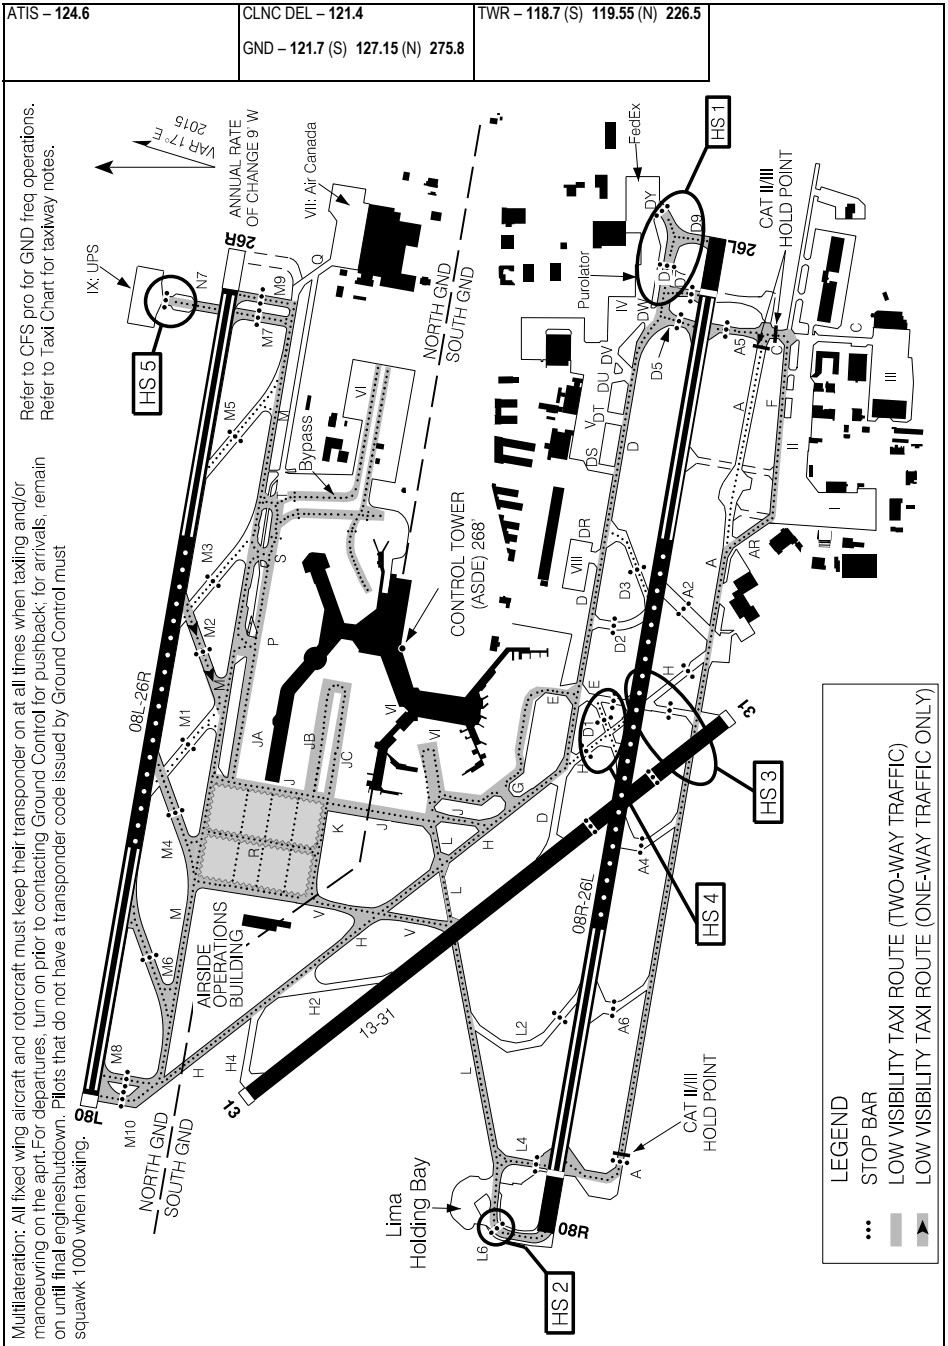 ATIS – 124.6
CLNC DEL – 121.4
GND – 121.7 (S) 127.15 (N) 275.8
TWR – 118.7 (S) 119.55 (N) 226.5
Multilateration: All fixed wing aircraft and rotorcraft must keep their transponder on at all times when taxiing and/or
manoeuvring on the aprt.For departures, turn on prior to contacting Ground Control for pushback; for arrivals, remain
on until final engineshutdown. Pilots that do not have a transponder code issued by Ground Control must
squawk 1000 when taxiing.
Refer to CFS pro for GND freq operations.
Refer to Taxi Chart for taxiway notes.
VAR 17° E
2015
ANNUAL RATE
OF CHANGE 9' W
IX: UPS
HS 5
N7
26R
Q
VII: Air Canada
M9
M7
M5
M
VI
Bypass
NORTH GND
SOUTH GND
M3
S
M2
M
P
CONTROL TOWER
(ASDE) 268'
08L-26R
M1
JA
JB
JC
J
VI
VI
M4
R
K
J
J
L
M
V
H
AIRSIDE
OPERATIONS
BUILDING
M6
H
V
L
M8
H
H2
H4
13-31
13
08L
M10
NORTH GND
SOUTH GND
FedEx
HS 1
DY
D9
Purolator
D
D7
26L
CAT II/III
HOLD POINT
IV
DW
DV
DU
DT
V
DS
D5
D
A5
C
C
A
F
III
II
I
DR
VIII
D
D3
D2
A
AR
A2
E
E
H
D1
H
G
D
31
HS 3
HS 4
A4
08R-26L
L2
A6
L
CAT II/III
HOLD POINT
L4
A
Lima
Holding Bay
L6
08R
HS 2
LEGEND
STOP BAR
LOW VISIBILITY TAXI ROUTE (TWO-WAY TRAFFIC)
LOW VISIBILITY TAXI ROUTE (ONE-WAY TRAFFIC ONLY)